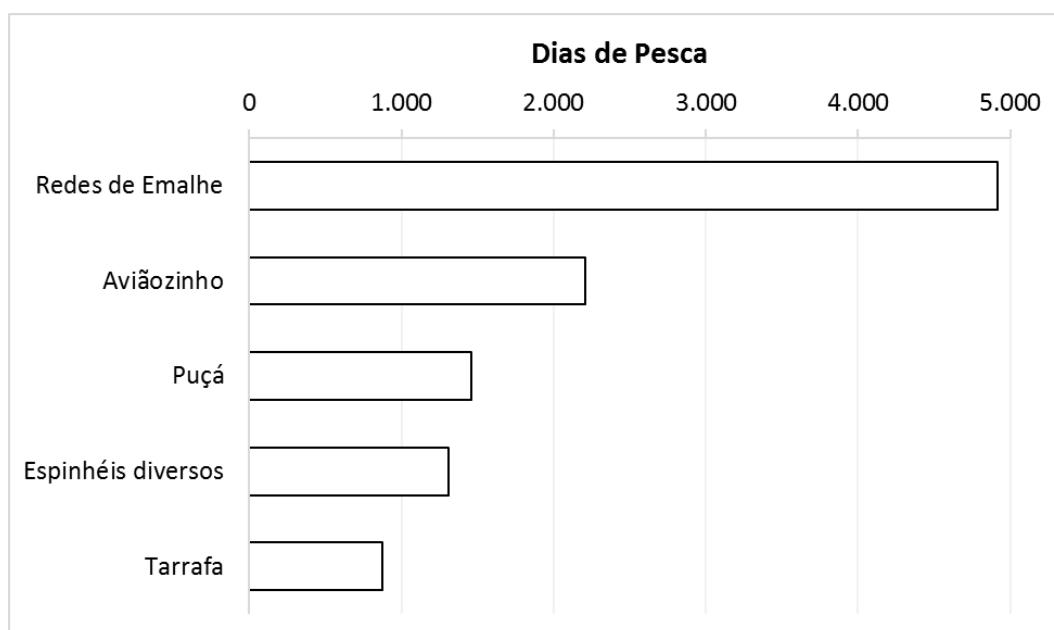 Dias de Pesca
0 1.000 2.000 3.000 4.000 5.000
Redes de Emalhe
Aviãozinho
Puçá
Espinhéis diversos
Tarrafa